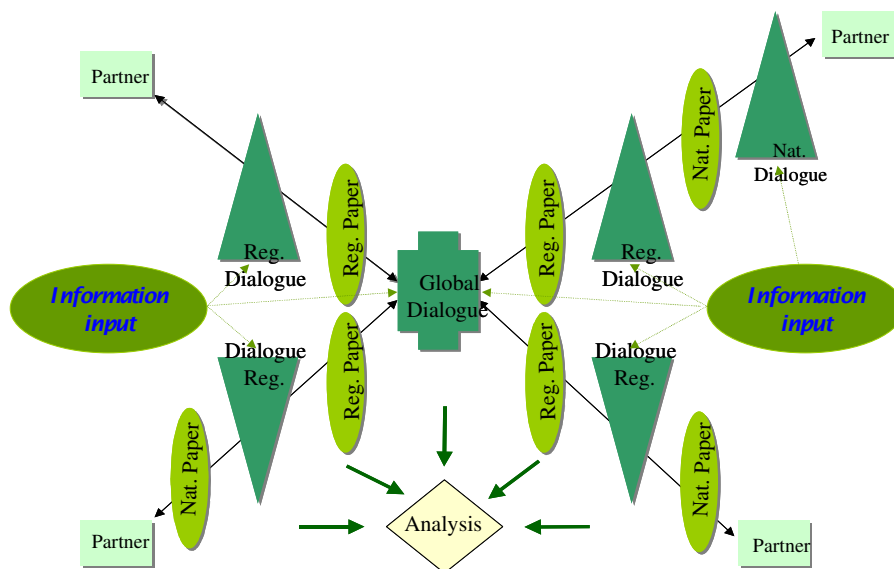 Partner
Partner
Nat. Paper
Nat.
Dialogue
Reg. Paper
Reg. Paper
Reg.
Dialogue
Reg.
Dialogue
Global
Dialogue
Information
input
Information
input
Dialogue
Reg.
Dialogue
Reg.
Reg. Paper
Reg. Paper
Nat. Paper
Nat. Paper
Analysis
Partner
Partner